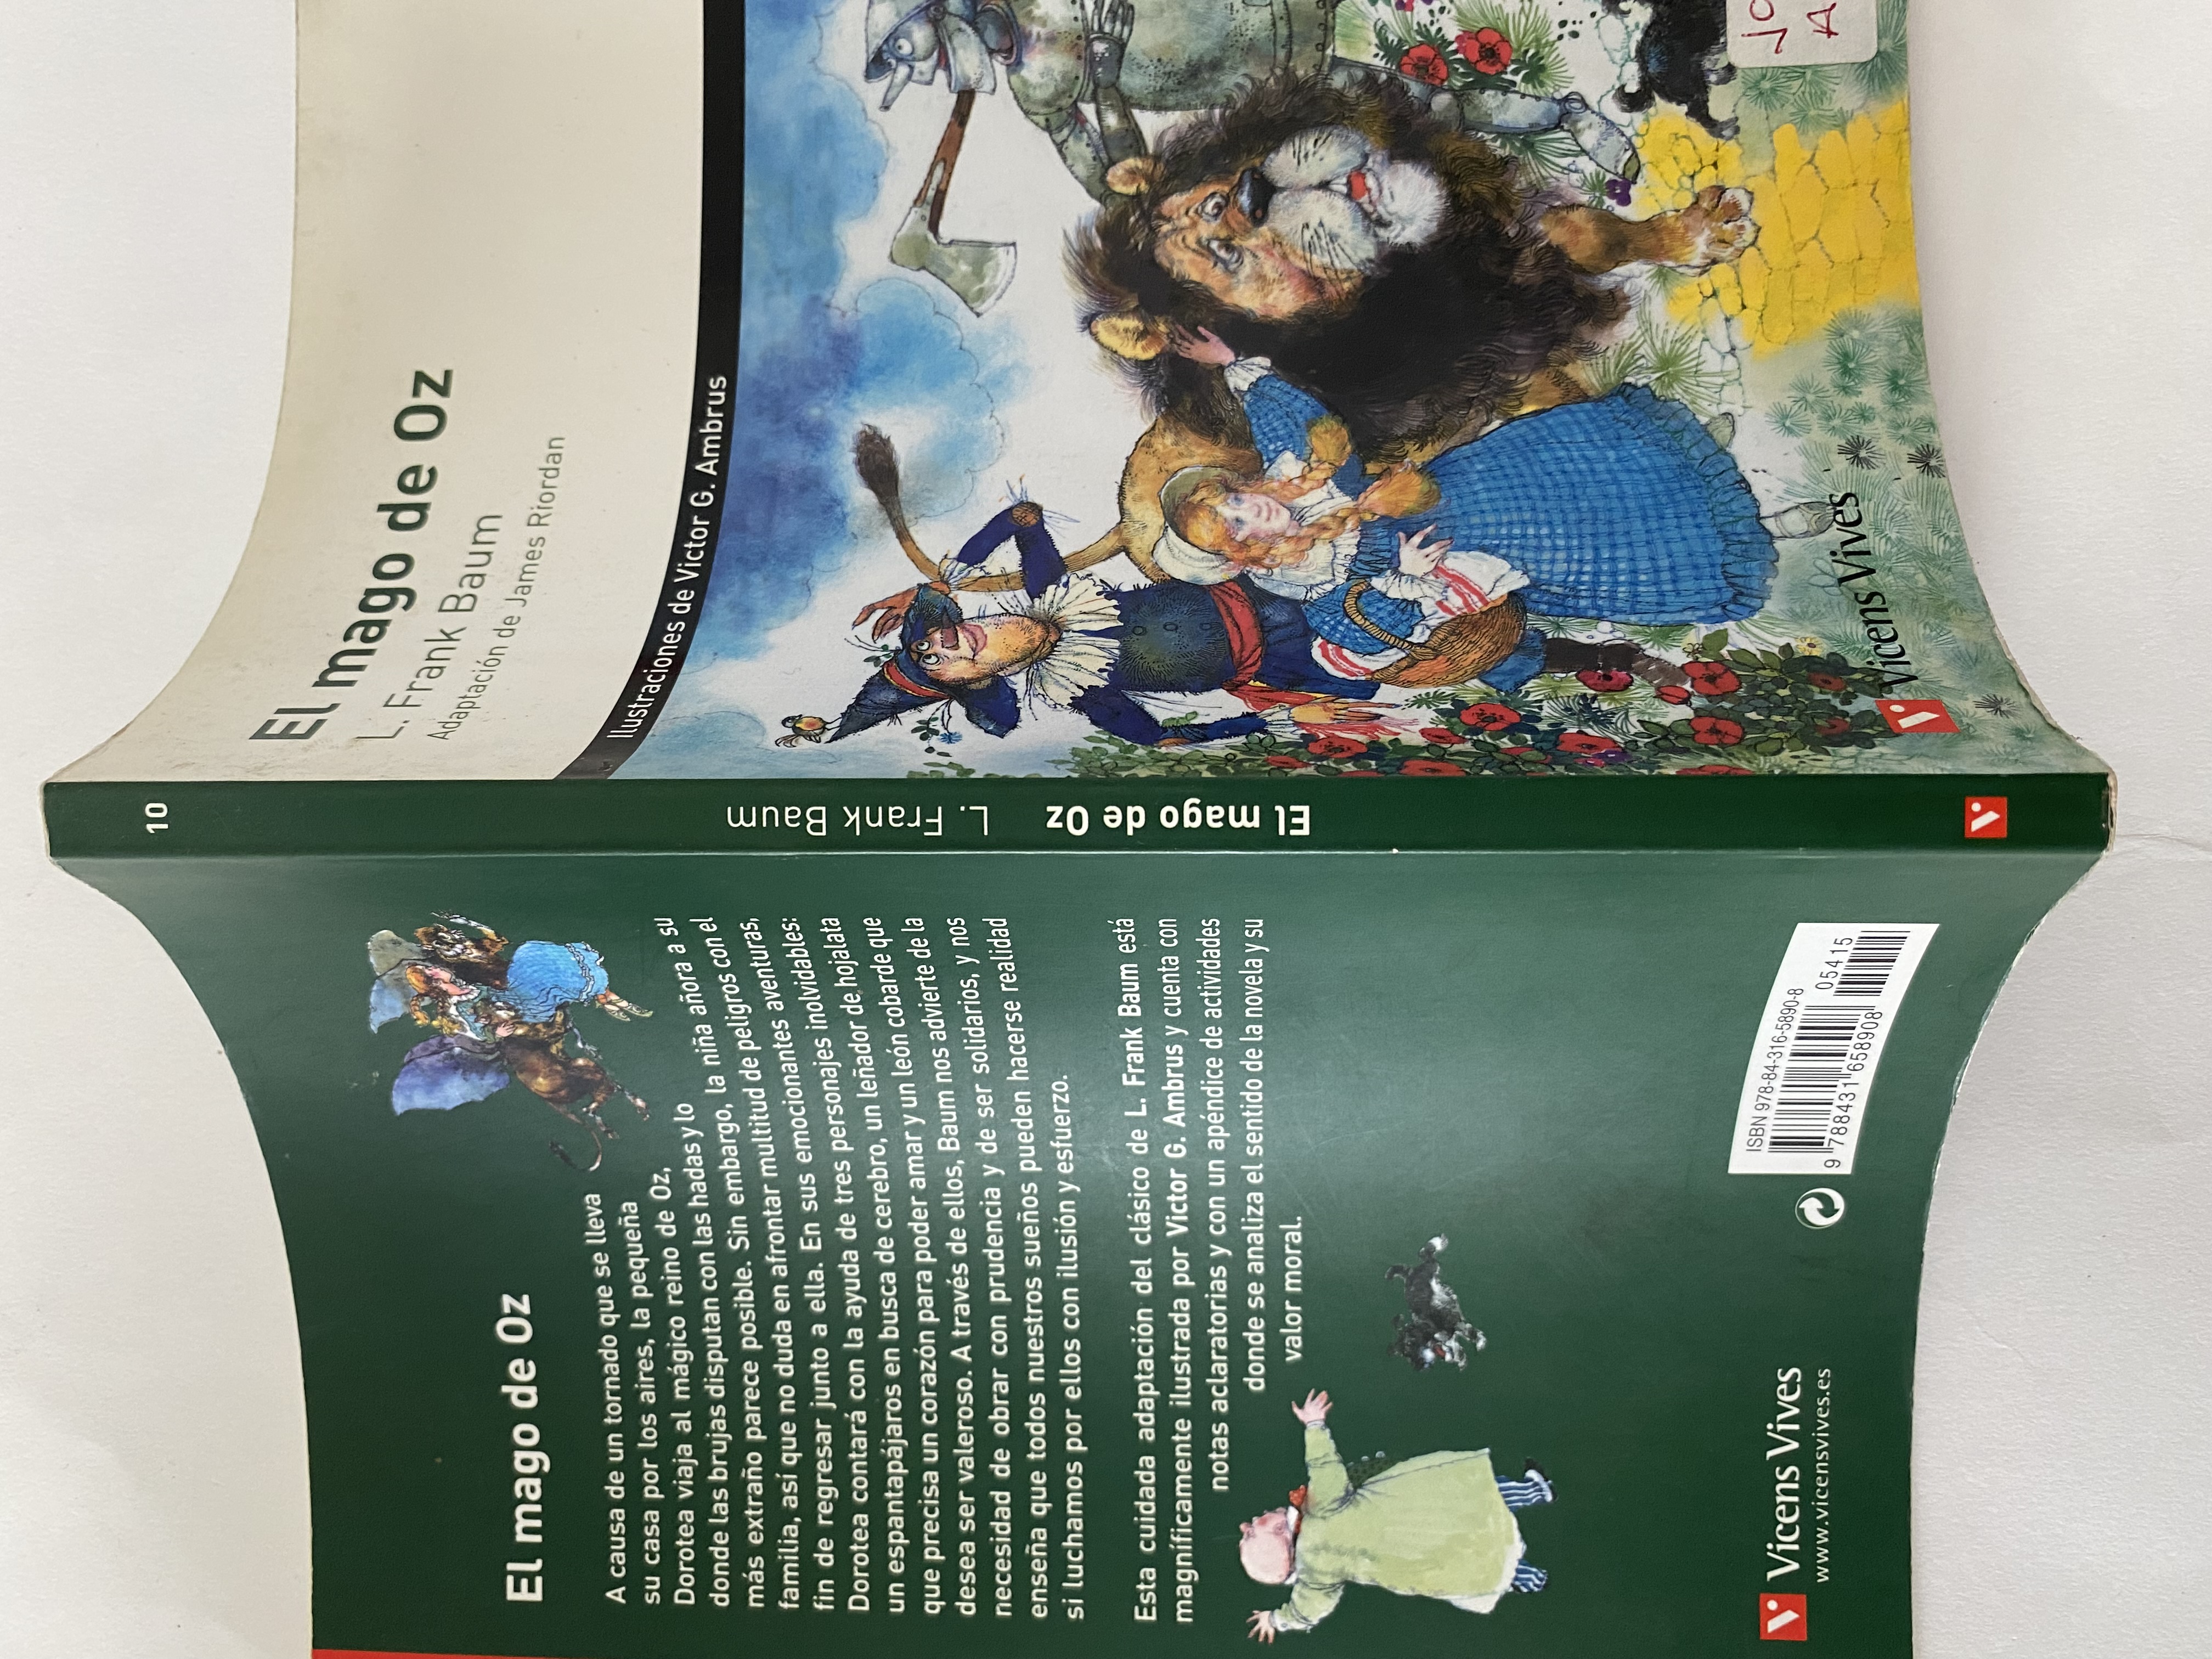 El mago de Oz
A causa de un tornado que se lleva
su casa por los aires, la pequeña
Dorotea viaja al mágico reino de Oz,
donde las brujas disputan con las hadas y lo
más extraño parece posible. Sin embargo, la niña añora a su
familia, así que no duda en afrontar multitud de peligros con el
fin de regresar junto a ella. En sus emocionantes aventuras,
Dorotea contará con la ayuda de tres personajes inolvidables:
un espantapájaros en busca de cerebro, un leñador de hojalata
que precisa un corazón para poder amar y un león cobarde que
desea ser valeroso. A través de ellos, Baum nos advierte de la
necesidad de obrar con prudencia y de ser solidarios, y nos
enseña que todos nuestros sueños pueden hacerse realidad
si luchamos por ellos con ilusión y esfuerzo.
Esta cuidada adaptación del clásico de L. Frank Baum está
magníficamente ilustrada por Victor G. Ambrus y cuenta con
notas aclaratorias y con un apéndice de actividades
donde se analiza el sentido de la novela y su
valor moral.
Vicens Vives
www.vicensvives.es
ISBN 978-84-316-5890-8
05415
9 788431 658908
10
El mago de Oz L. Frank Baum
El mago de Oz
L. Frank Baum
Adaptación de James Riordan
Ilustraciones de Victor G. Ambrus
Vicens Vives